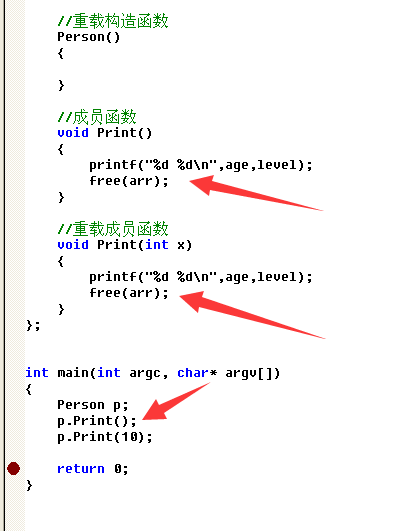 //重载构造函数
Person()
{
}
//成员函数
void Print()
{
printf("%d %d\n",age,level);
free(arr);
}
//重载成员函数
void Print(int x)
{
printf("%d %d\n",age,level);
free(arr);
}
};
int main(int argc, char* argv[])
{
Person p;
p.Print();
p.Print(10);
return 0;
}